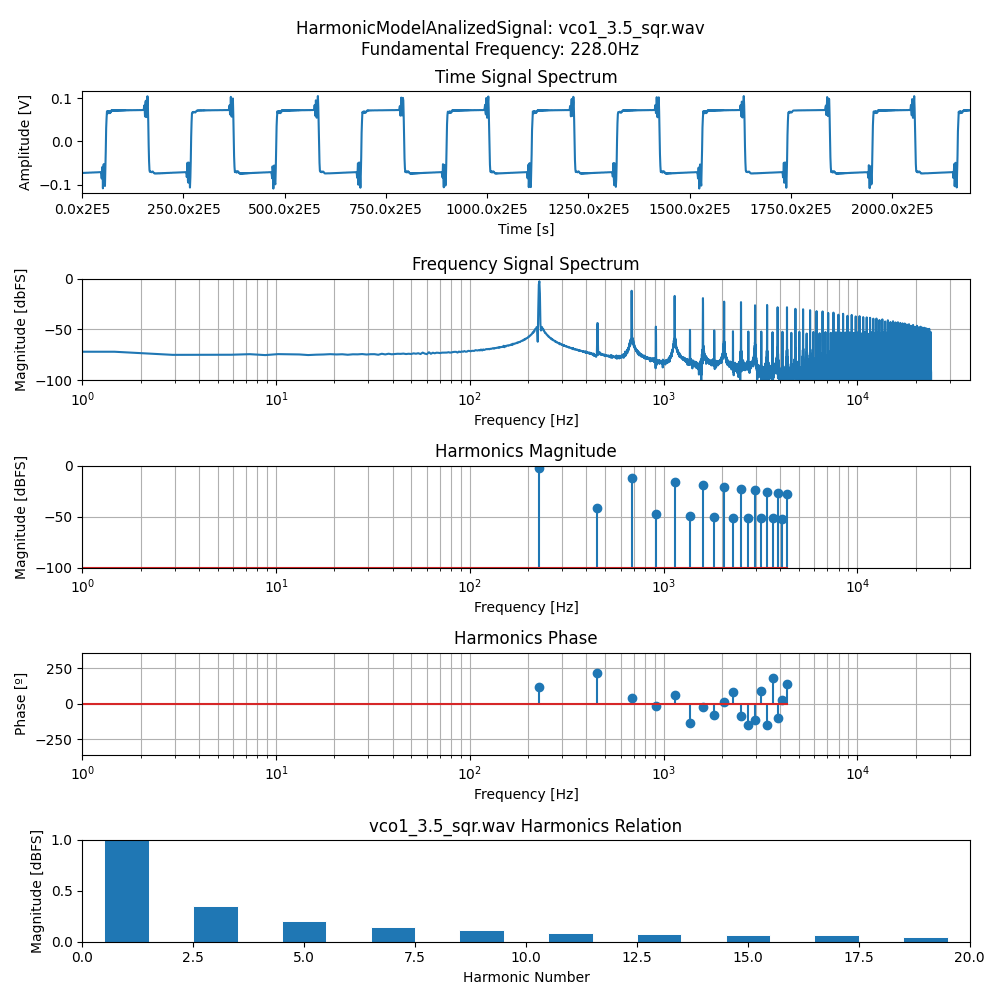 HarmonicModelAnalizedSignal: vco1_3.5_sqr.wav
Fundamental Frequency: 228.0Hz
Time Signal Spectrum
Amplitude [V]
0.1
0.0
−0.1
0.0x2E5 250.0x2E5 500.0x2E5 750.0x2E5 1000.0x2E5 1250.0x2E5 1500.0x2E5 1750.0x2E5 2000.0x2E5
Time [s]
Frequency Signal Spectrum
Magnitude [dbFS]
0
−50
−100
10⁰ 10¹ 10² 10³ 10⁴
Frequency [Hz]
Harmonics Magnitude
Magnitude [dBFS]
0
−50
−100
10⁰ 10¹ 10² 10³ 10⁴
Frequency [Hz]
Harmonics Phase
Phase [º]
250
0
−250
10⁰ 10¹ 10² 10³ 10⁴
Frequency [Hz]
vco1_3.5_sqr.wav Harmonics Relation
Magnitude [dBFS]
1.0
0.5
0.0
0.0 2.5 5.0 7.5 10.0 12.5 15.0 17.5 20.0
Harmonic Number